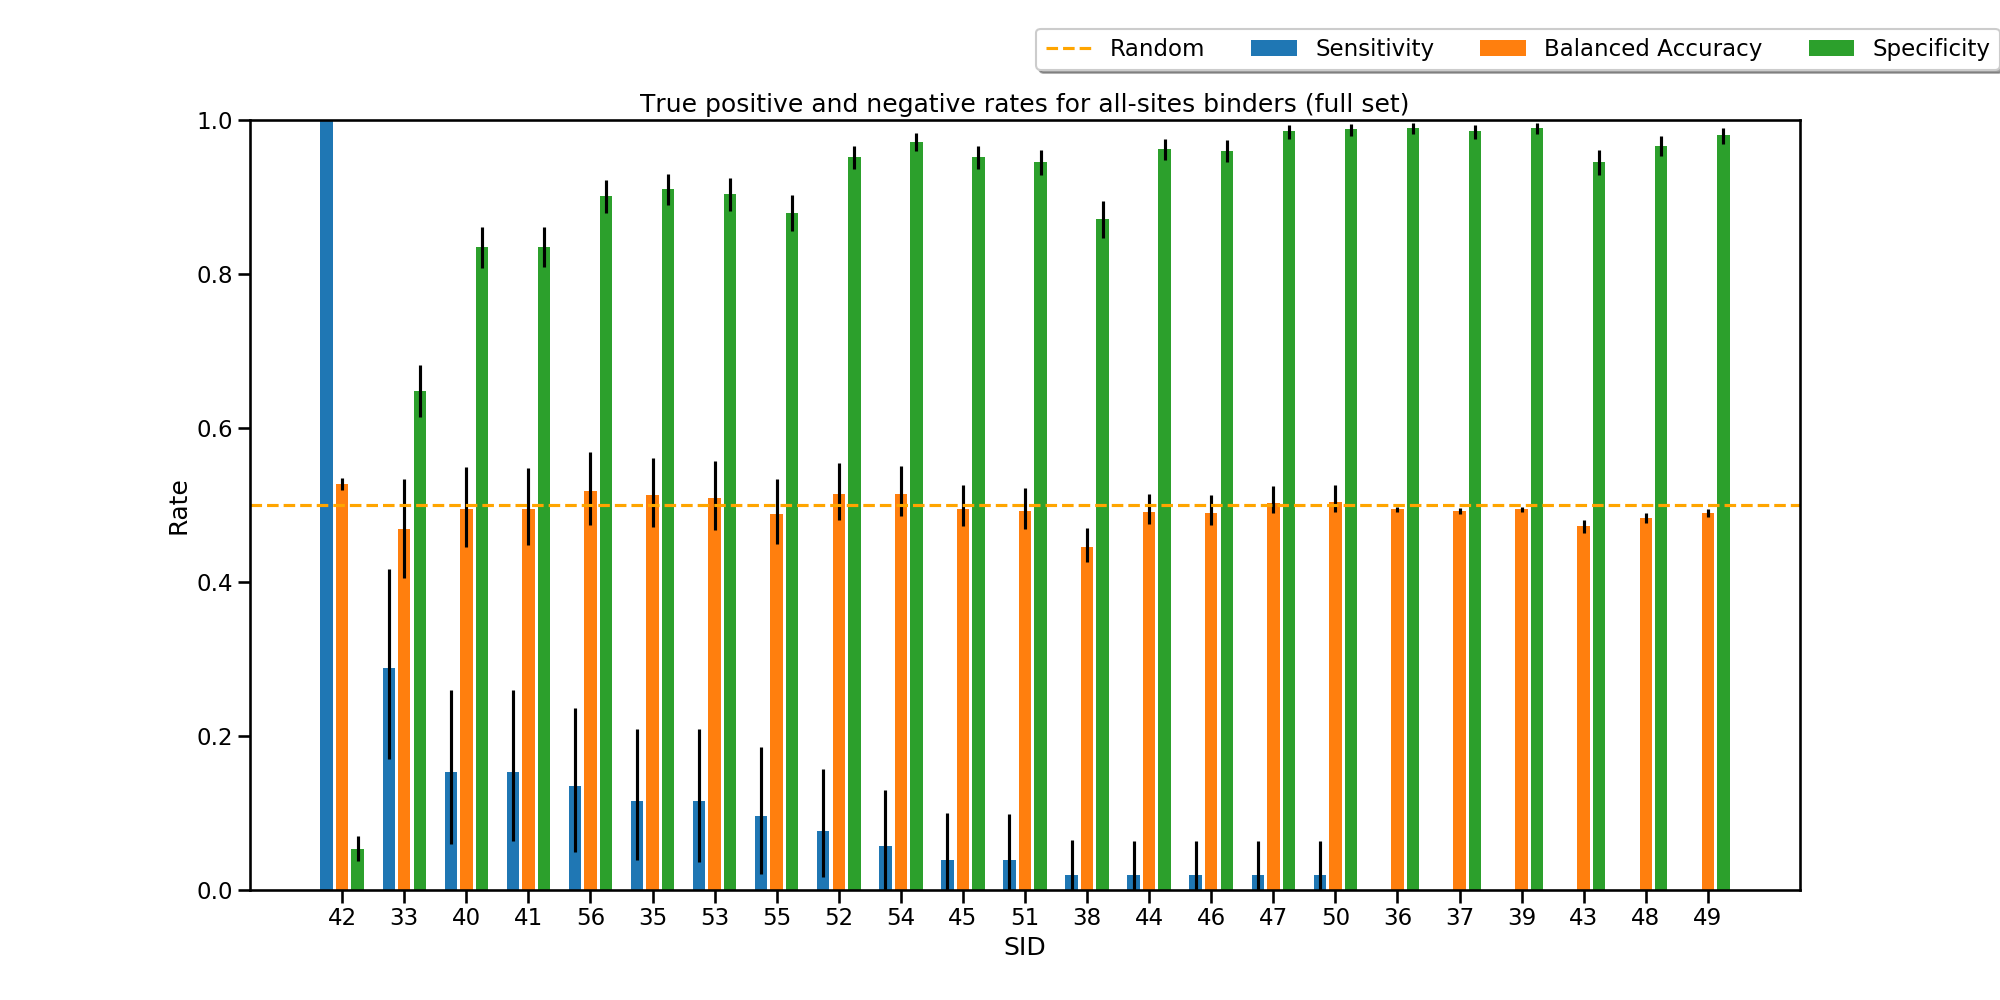 Random Sensitivity Balanced Accuracy Specificity
True positive and negative rates for all-sites binders (full set)
1.0
0.8
0.6
0.4
0.2
0.0
Rate
42 33 40 41 56 35 53 55 52 54 45 51 38 44 46 47 50 36 37 39 43 48 49
SID